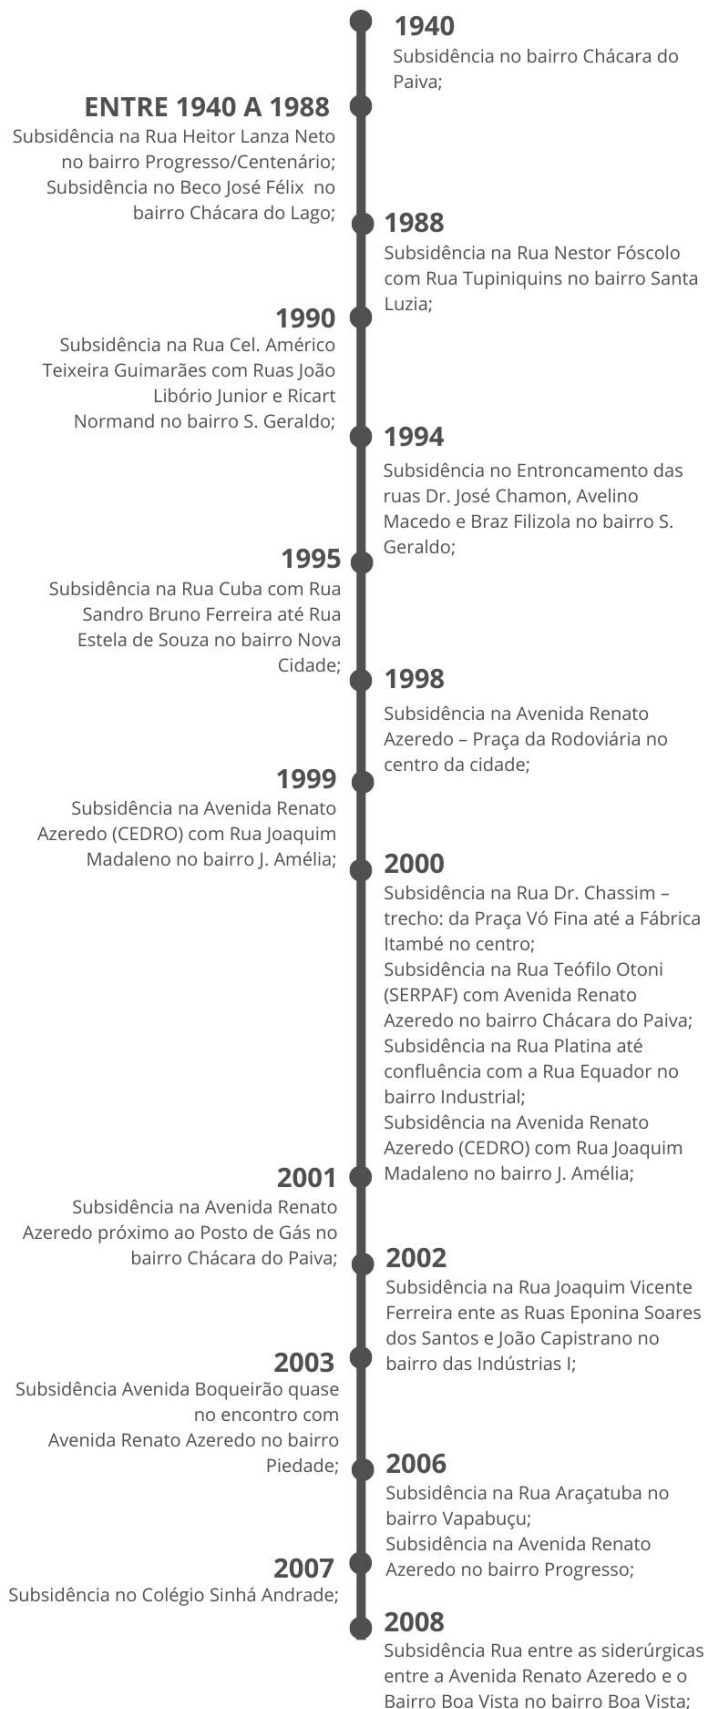 1940
Subsidência no bairro Chácara do
Paiva;
ENTRE 1940 A 1988
Subsidência na Rua Heitor Lanza Neto
no bairro Progresso/Centenário;
Subsidência no Beco José Félix no
bairro Chácara do Lago;
1988
Subsidência na Rua Nestor Fóscolo
com Rua Tupiniquins no bairro Santa
Luzia;
1990
Subsidência na Rua Cel. Américo
Teixeira Guimarães com Ruas João
Libório Junior e Ricart
Normand no bairro S. Geraldo;
1994
Subsidência no Entroncamento das
ruas Dr. José Chamon, Avelino
Macedo e Braz Filizola no bairro S.
Geraldo;
1995
Subsidência na Rua Cuba com Rua
Sandro Bruno Ferreira até Rua
Estela de Souza no bairro Nova
Cidade;
1998
Subsidência na Avenida Renato
Azeredo – Praça da Rodoviária no
centro da cidade;
1999
Subsidência na Avenida Renato
Azeredo (CEDRO) com Rua Joaquim
Madaleno no bairro J. Amélia;
2000
Subsidência na Rua Dr. Chassim –
trecho: da Praça Vó Fina até a Fábrica
Itambé no centro;
Subsidência na Rua Teófilo Otoni
(SERPAF) com Avenida Renato
Azeredo no bairro Chácara do Paiva;
Subsidência na Rua Platina até
confluência com a Rua Equador no
bairro Industrial;
Subsidência na Avenida Renato
Azeredo (CEDRO) com Rua Joaquim
Madaleno no bairro J. Amélia;
2001
Subsidência na Avenida Renato
Azeredo próximo ao Posto de Gás no
bairro Chácara do Paiva;
2002
Subsidência na Rua Joaquim Vicente
Ferreira ente as Ruas Eponina Soares
dos Santos e João Capistrano no
bairro das Indústrias I;
2003
Subsidência Avenida Boqueirão quase
no encontro com
Avenida Renato Azeredo no bairro
Piedade;
2006
Subsidência na Rua Araçatuba no
bairro Vapabuçu;
Subsidência na Avenida Renato
Azeredo no bairro Progresso;
2007
Subsidência no Colégio Sinhá Andrade;
2008
Subsidência Rua entre as siderúrgicas
entre a Avenida Renato Azeredo e o
Bairro Boa Vista no bairro Boa Vista;